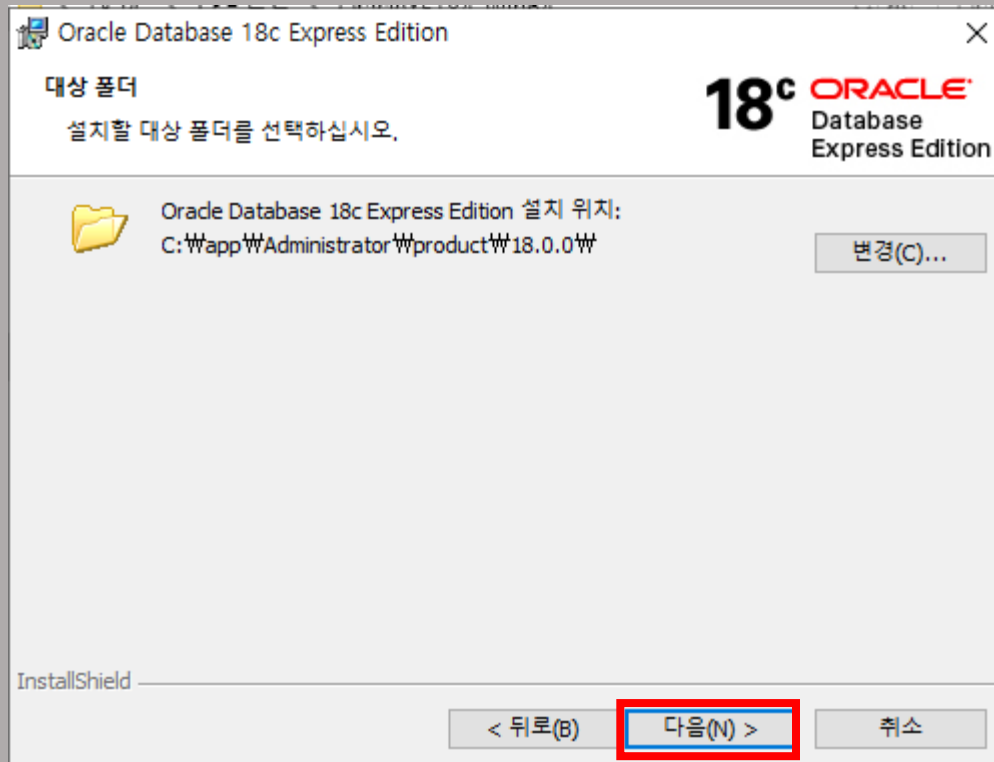 Oracle Database 18c Express Edition
대상 폴더
설치할 대상 폴더를 선택하십시오.
18c ORACLE
Database
Express Edition
Oracle Database 18c Express Edition 설치 위치:
C:₩app₩Administrator₩product₩18.0.0₩
변경(C)...
InstallShield
< 뒤로(B)
다음(N) >
취소